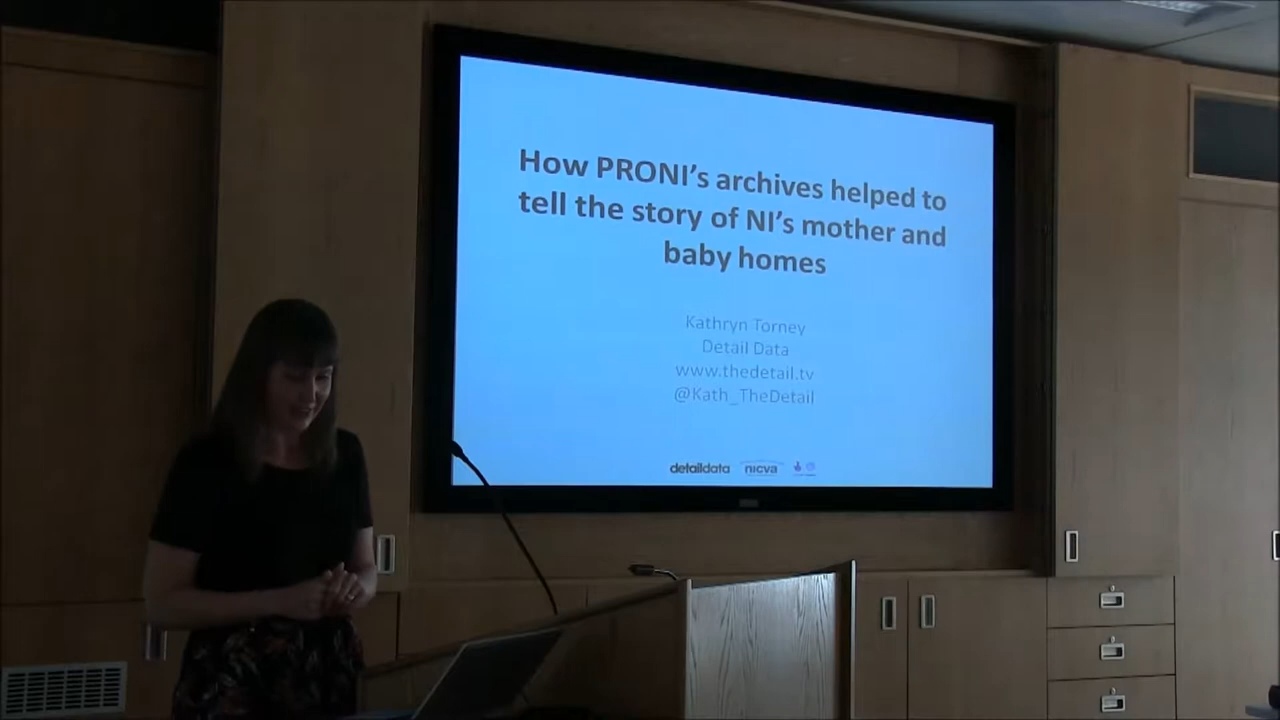 How PRONI's archives helped to
tell the story of NI's mother and
baby homes
Kathryn Torney
Detail Data
www.thedetail.tv
@Kath_TheDetail
detaildata nicva